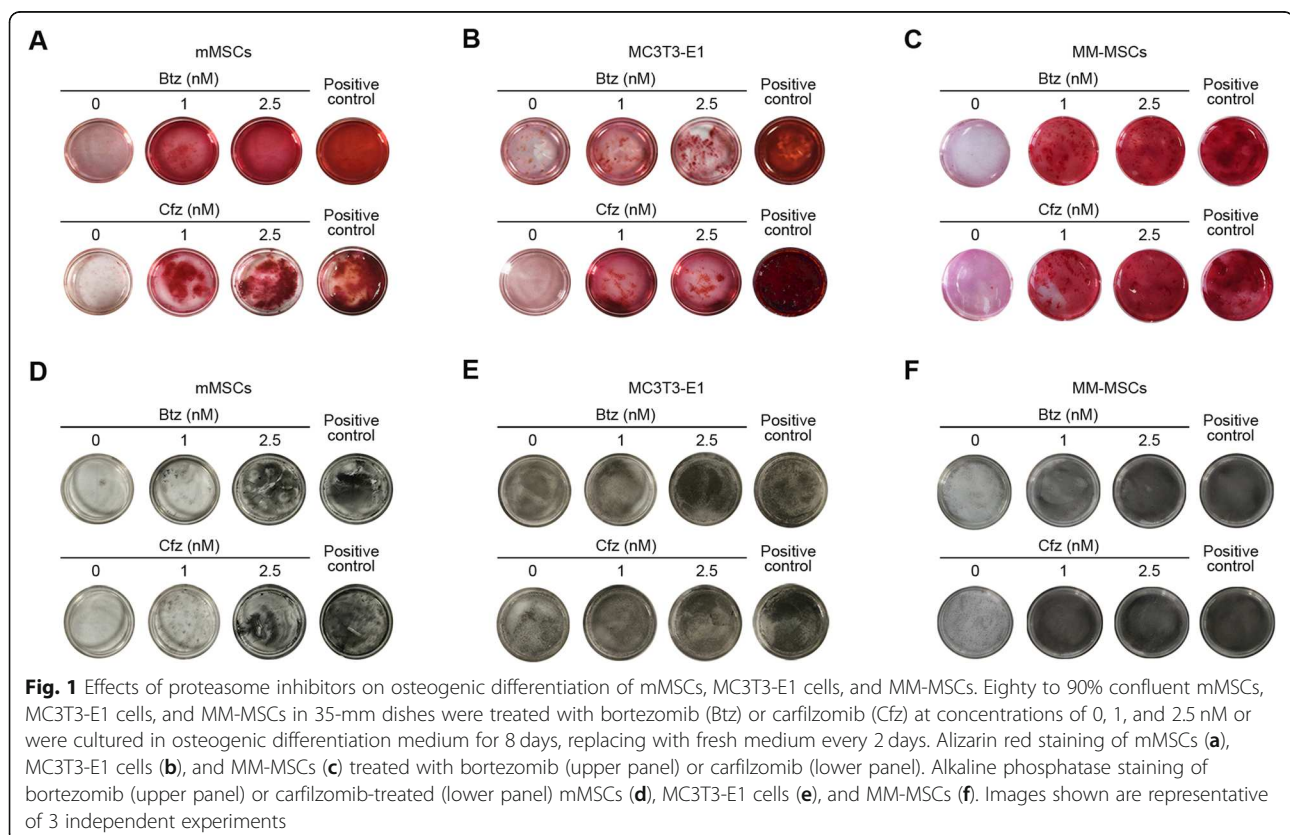 A
mMSCs
Btz (nM)
0 1 2.5 Positive control
Cfz (nM)
0 1 2.5 Positive control
B
MC3T3-E1
Btz (nM)
0 1 2.5 Positive control
Cfz (nM)
0 1 2.5 Positive control
C
MM-MSCs
Btz (nM)
0 1 2.5 Positive control
Cfz (nM)
0 1 2.5 Positive control
D
mMSCs
Btz (nM)
0 1 2.5 Positive control
Cfz (nM)
0 1 2.5 Positive control
E
MC3T3-E1
Btz (nM)
0 1 2.5 Positive control
Cfz (nM)
0 1 2.5 Positive control
F
MM-MSCs
Btz (nM)
0 1 2.5 Positive control
Cfz (nM)
0 1 2.5 Positive control
Fig. 1 Effects of proteasome inhibitors on osteogenic differentiation of mMSCs, MC3T3-E1 cells, and MM-MSCs. Eighty to 90% confluent mMSCs,
MC3T3-E1 cells, and MM-MSCs in 35-mm dishes were treated with bortezomib (Btz) or carfilzomib (Cfz) at concentrations of 0, 1, and 2.5 nM or
were cultured in osteogenic differentiation medium for 8 days, replacing with fresh medium every 2 days. Alizarin red staining of mMSCs (a),
MC3T3-E1 cells (b), and MM-MSCs (c) treated with bortezomib (upper panel) or carfilzomib (lower panel). Alkaline phosphatase staining of
bortezomib (upper panel) or carfilzomib-treated (lower panel) mMSCs (d), MC3T3-E1 cells (e), and MM-MSCs (f). Images shown are representative
of 3 independent experiments